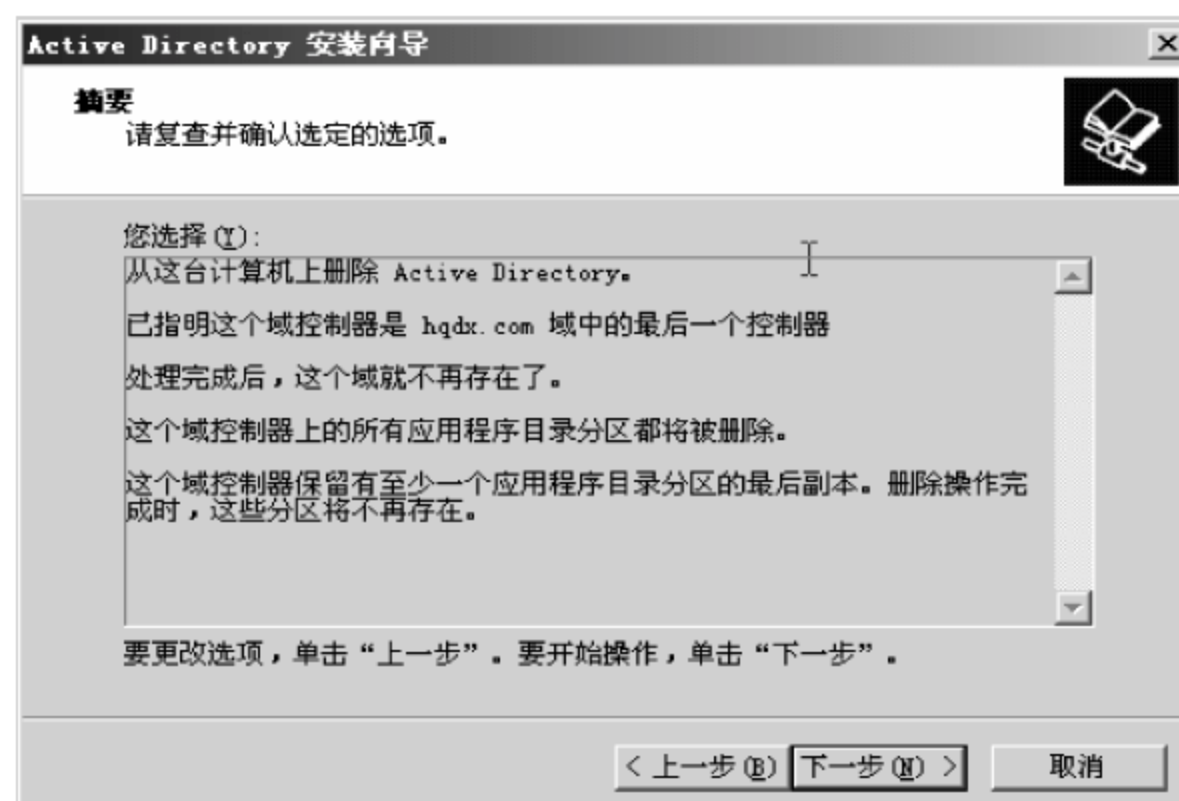 Active Directory 安装向导
摘要
请复查并确认选定的选项。
您选择(Y):
从这台计算机上删除 Active Directory。
已指明这个域控制器是 hqdx.com 域中的最后一个控制器
处理完成后，这个域就不再存在了。
这个域控制器上的所有应用程序目录分区都将被删除。
这个域控制器保留有至少一个应用程序目录分区的最后副本。删除操作完
成时，这些分区将不再存在。
要更改选项，单击“上一步”。要开始操作，单击“下一步”。
< 上一步(B) 下一步(N) > 取消